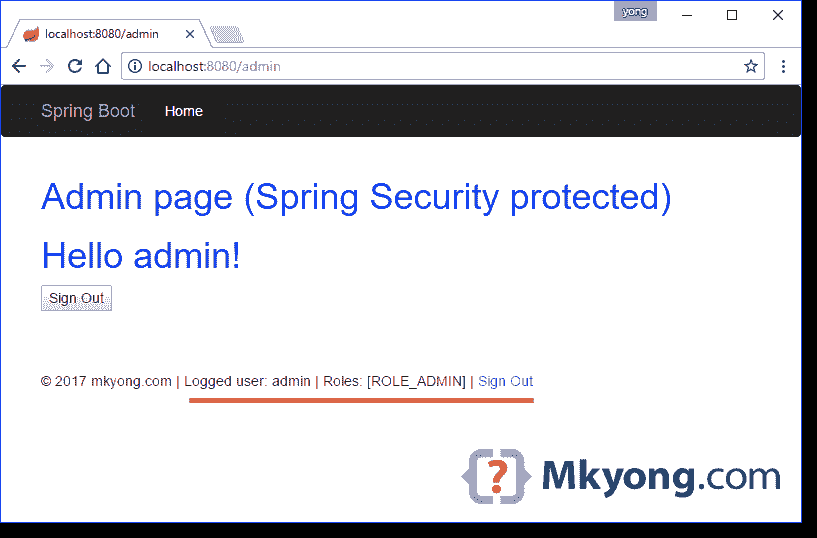 yong
localhost:8080/admin
localhost:8080/admin
Spring Boot Home
Admin page (Spring Security protected)
Hello admin!
Sign Out
© 2017 mkyong.com | Logged user: admin | Roles: [ROLE_ADMIN] | Sign Out
{?} Mkyong.com